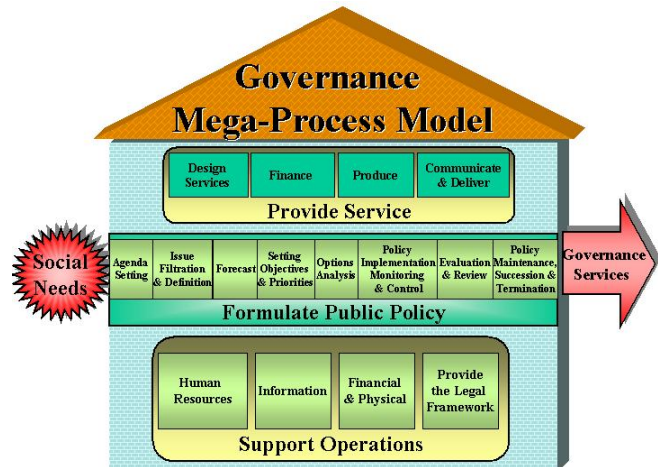 Governance
Mega-Process Model
Design
Services
Finance
Produce
Communicate
& Deliver
Provide Service
Social
Needs
Agenda
Setting
Issue
Filtration
& Definition
Forecast
Setting
Objectives
& Priorities
Options
Analysis
Policy
Implementation
Monitoring
& Control
Evaluation
& Review
Policy
Maintenance,
Succession &
Termination
Governance
Services
Formulate Public Policy
Human
Resources
Information
Financial
& Physical
Provide
the Legal
Framework
Support Operations